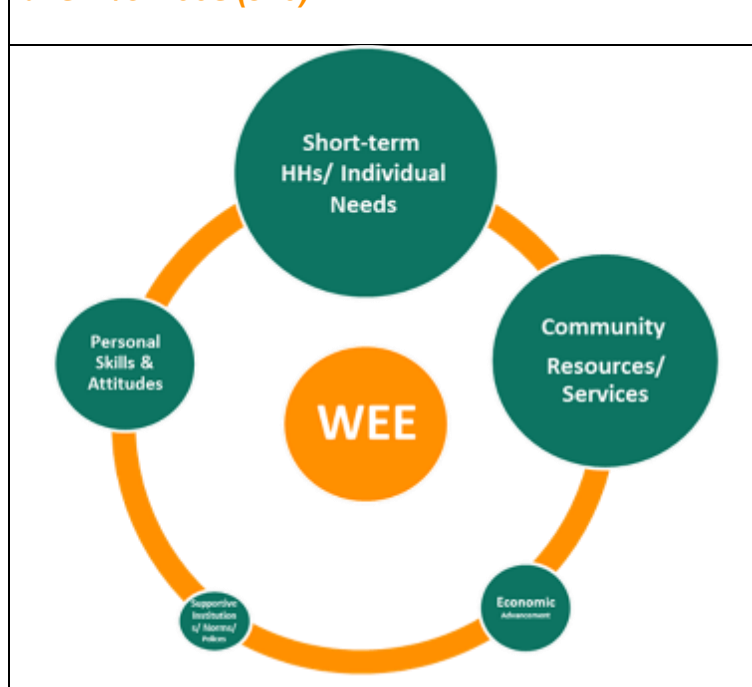 Short-term
HHs/ Individual
Needs
Community
Resources/
Services
Personal
Skills &
Attitudes
WEE
Economic
Advancement
Supportive
Institution
s/ Norms/
Polices